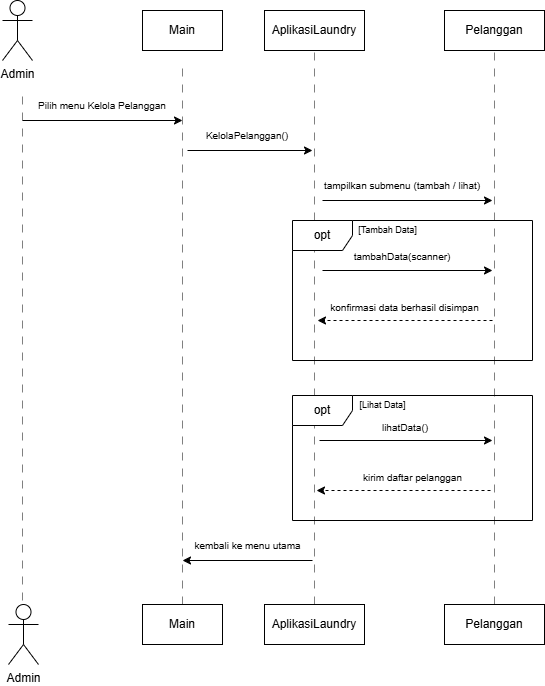 Main
AplikasiLaundry
Pelanggan
Admin
Pilih menu Kelola Pelanggan
KelolaPelanggan()
tampilkan submenu (tambah / lihat)
opt
[Tambah Data]
tambahData(scanner)
konfirmasi data berhasil disimpan
opt
[Lihat Data]
lihatData()
kirim daftar pelanggan
kembali ke menu utama
Main
AplikasiLaundry
Pelanggan
Admin